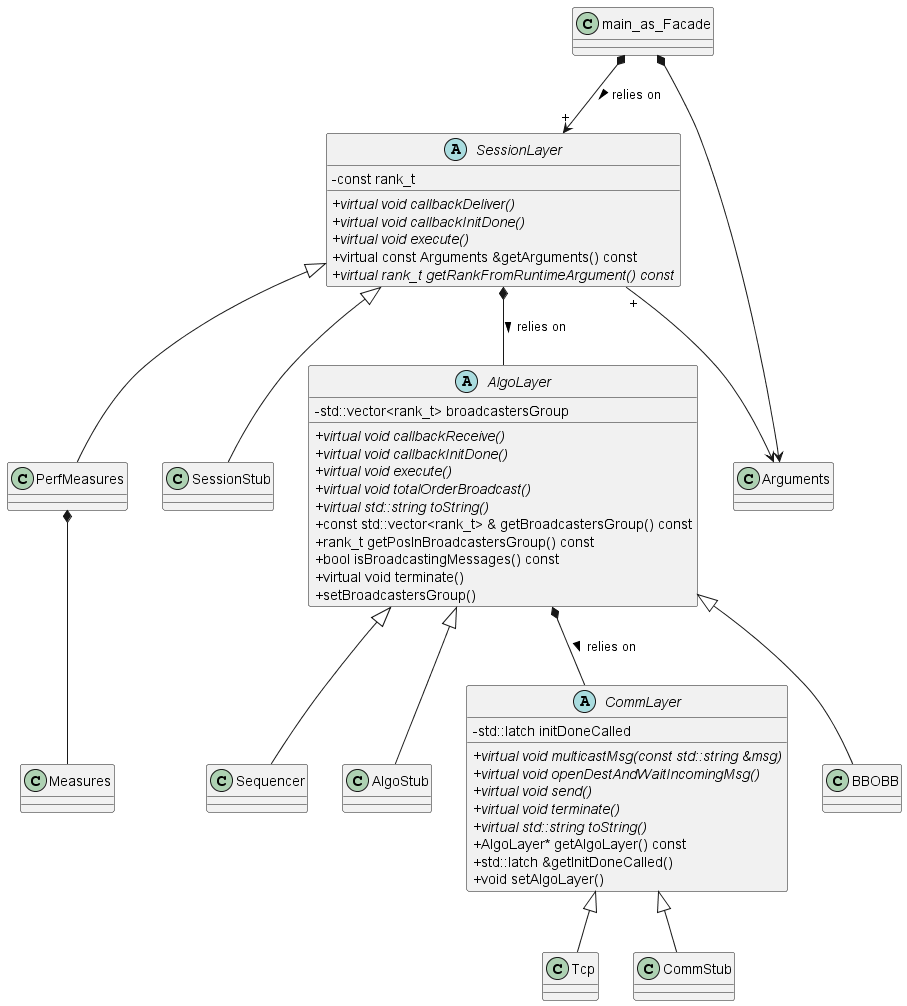 C main_as_Facade
relies on
+
A SessionLayer
-const rank_t
+virtual void callbackDeliver()
+virtual void callbackInitDone()
+virtual void execute()
+virtual const Arguments &getArguments() const
+virtual rank_t getRankFromRuntimeArgument() const
+
relies on
A AlgoLayer
-std::vector<rank_t> broadcastersGroup
+virtual void callbackReceive()
+virtual void callbackInitDone()
+virtual void execute()
+virtual void totalOrderBroadcast()
+virtual std::string toString()
+const std::vector<rank_t> & getBroadcastersGroup() const
+rank_t getPosInBroadcastersGroup() const
+bool isBroadcastingMessages() const
+virtual void terminate()
+setBroadcastersGroup()
C PerfMeasures
C SessionStub
C Arguments
relies on
A CommLayer
-std::latch initDoneCalled
+virtual void multicastMsg(const std::string &msg)
+virtual void openDestAndWaitIncomingMsg()
+virtual void send()
+virtual void terminate()
+virtual std::string toString()
+AlgoLayer* getAlgoLayer() const
+std::latch &getInitDoneCalled()
+void setAlgoLayer()
C Measures
C Sequencer
C AlgoStub
C BBOBB
C Tcp
C CommStub